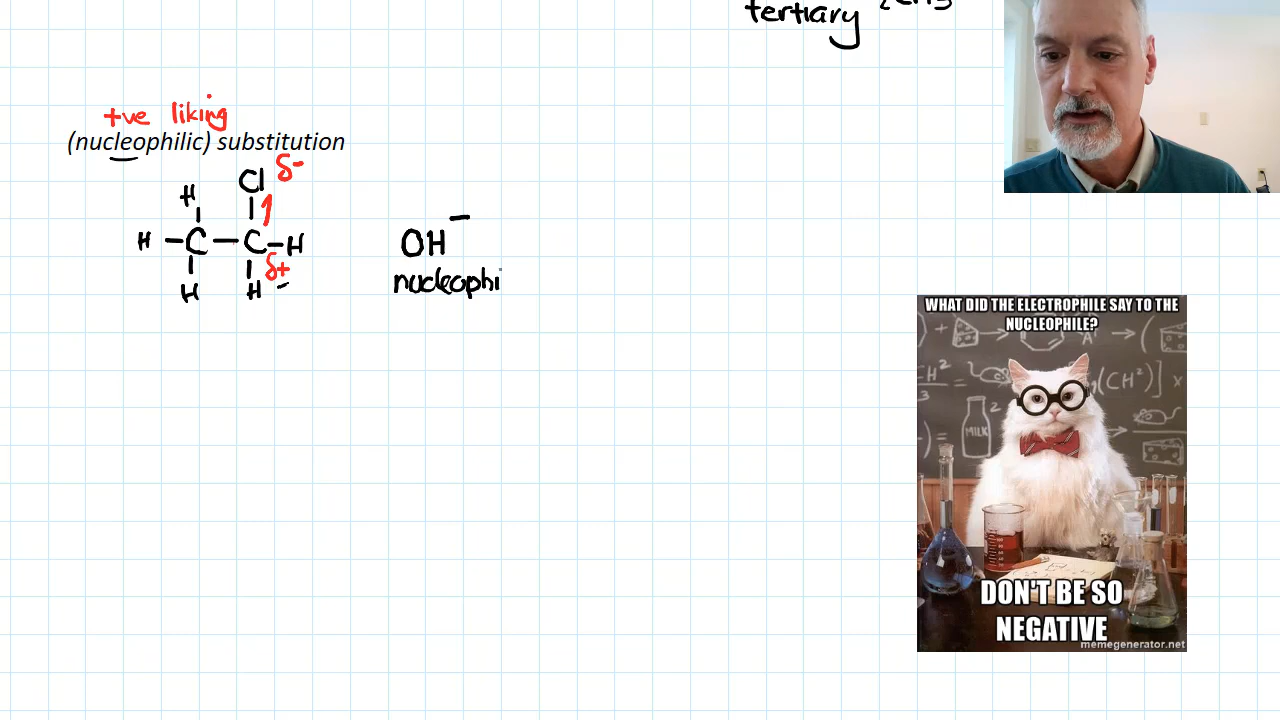 tertiary
+ve liking
(nucleophilic) substitution
Cl δ-
H
H - C - C - H
δ+
H H
OH⁻
nucleophi
WHAT DID THE ELECTROPHILE SAY TO THE
NUCLEOPHILE?
MILK
DON'T BE SO
NEGATIVE
memegenerator.net